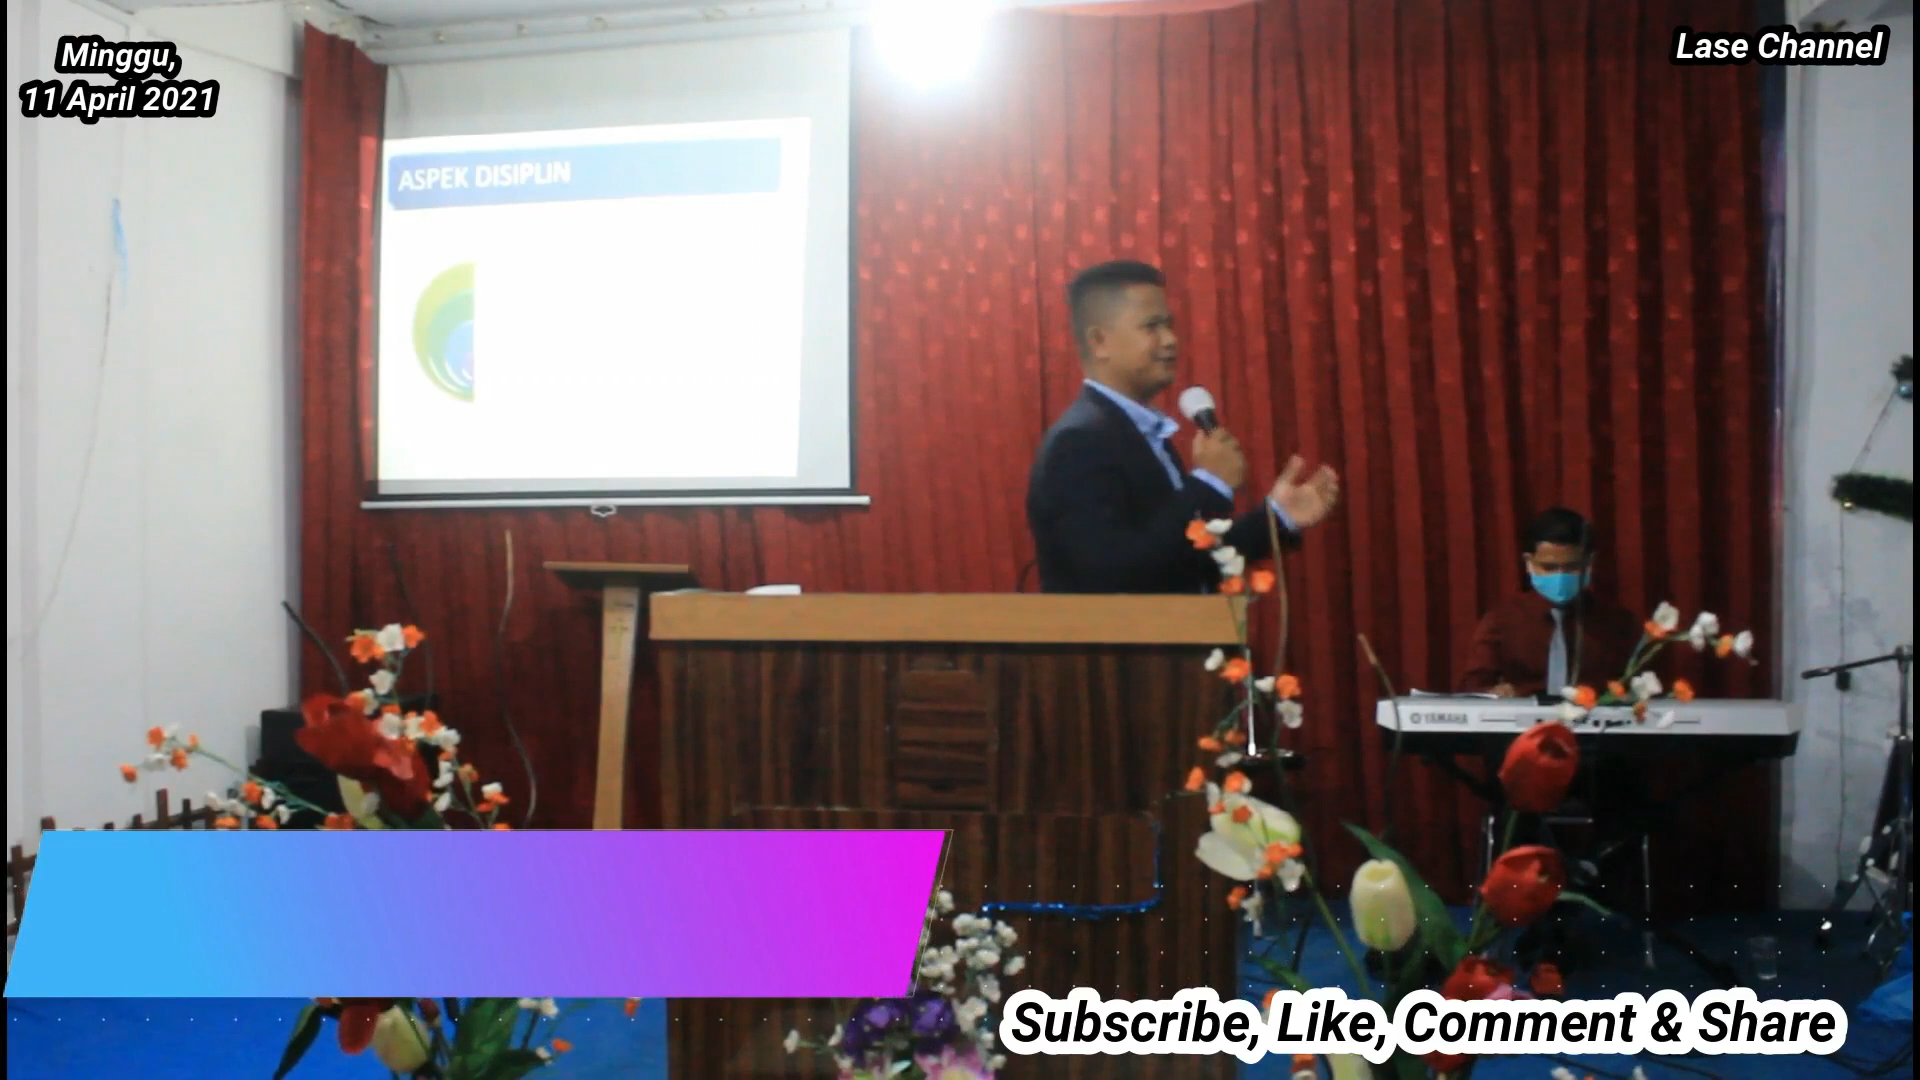 Minggu,
11 April 2021
Lase Channel
ASPEK DISIPLIN
YAMAHA
Subscribe, Like, Comment & Share